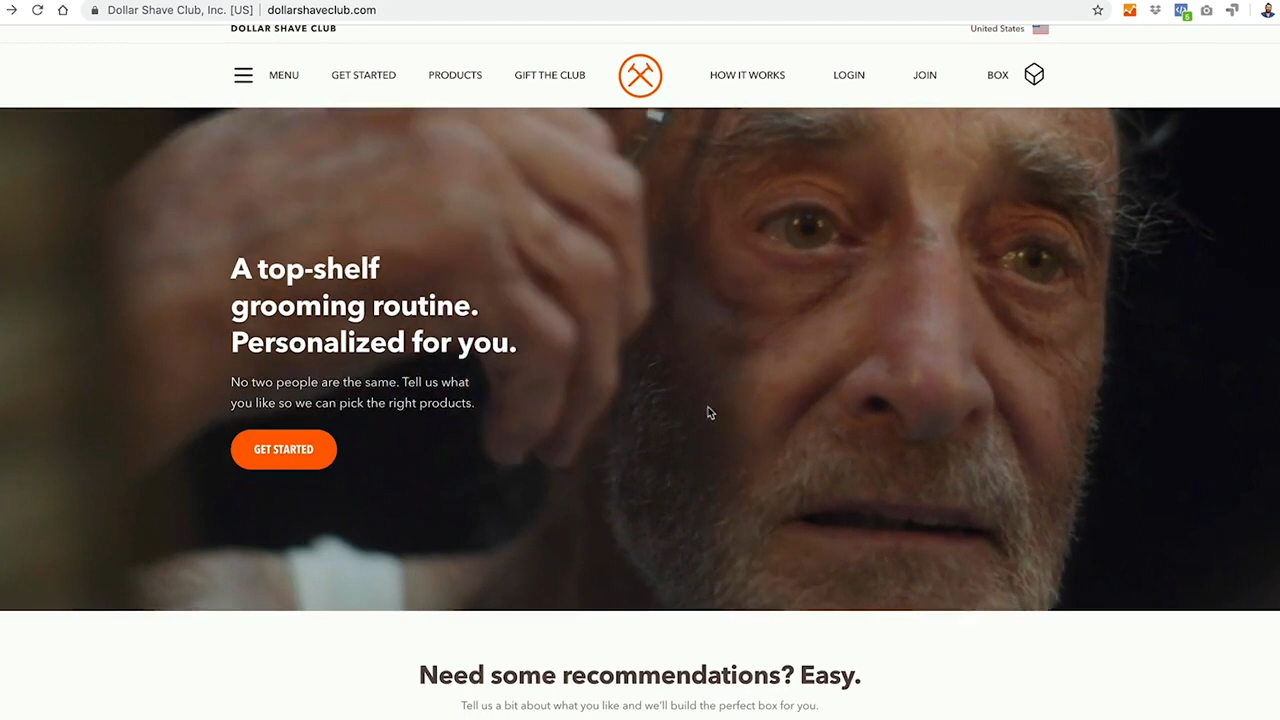 Dollar Shave Club, Inc. [US] | dollarshaveclub.com
5
DOLLAR SHAVE CLUB
United States
MENU GET STARTED PRODUCTS GIFT THE CLUB HOW IT WORKS LOGIN JOIN BOX
A top-shelf
grooming routine.
Personalized for you.
No two people are the same. Tell us what
you like so we can pick the right products.
GET STARTED
Need some recommendations? Easy.
Tell us a bit about what you like and we'll build the perfect box for you.